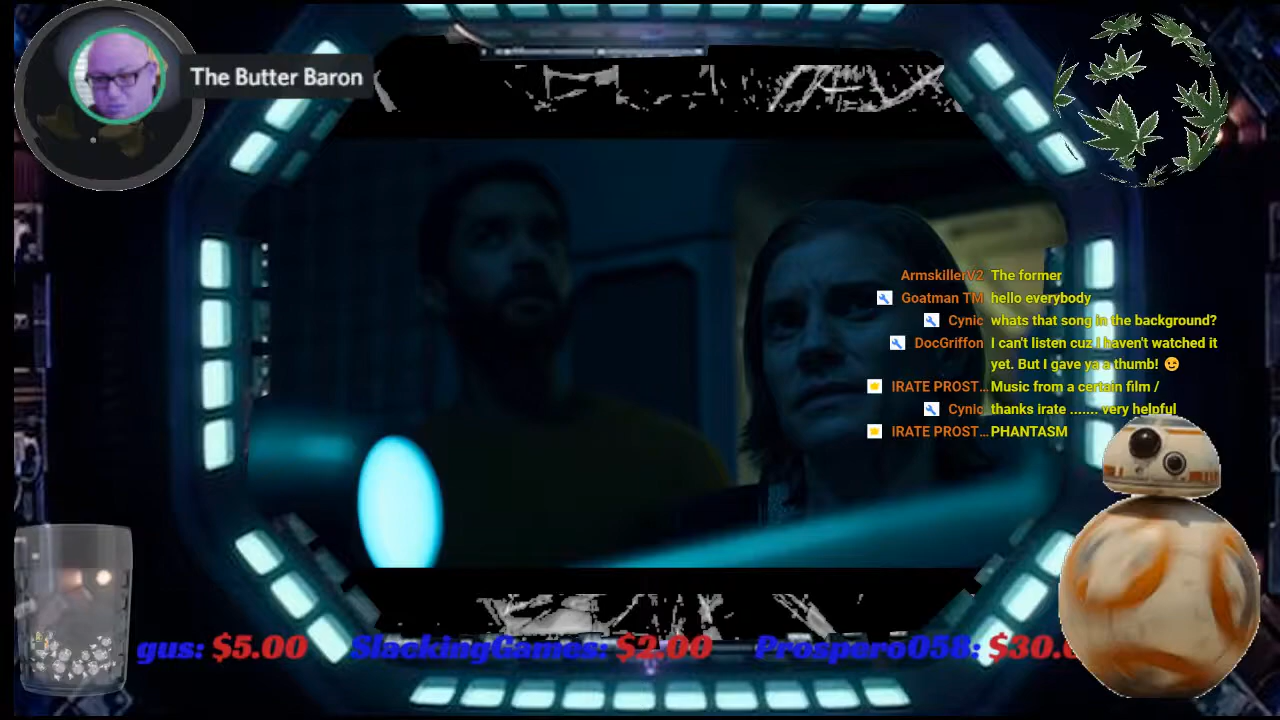 The Butter Baron
ArmskillerV2 The former
Goatman TM hello everybody
Cynic whats that song in the background?
DocGriffon I can't listen cuz I haven't watched it
yet. But I gave ya a thumb! 😉
IRATE PROST… Music from a certain film /
Cynic thanks irate ....... very helpful
IRATE PROST… PHANTASM
gus: $5.00 SlackingGames: $2.00 Prospero058: $30.